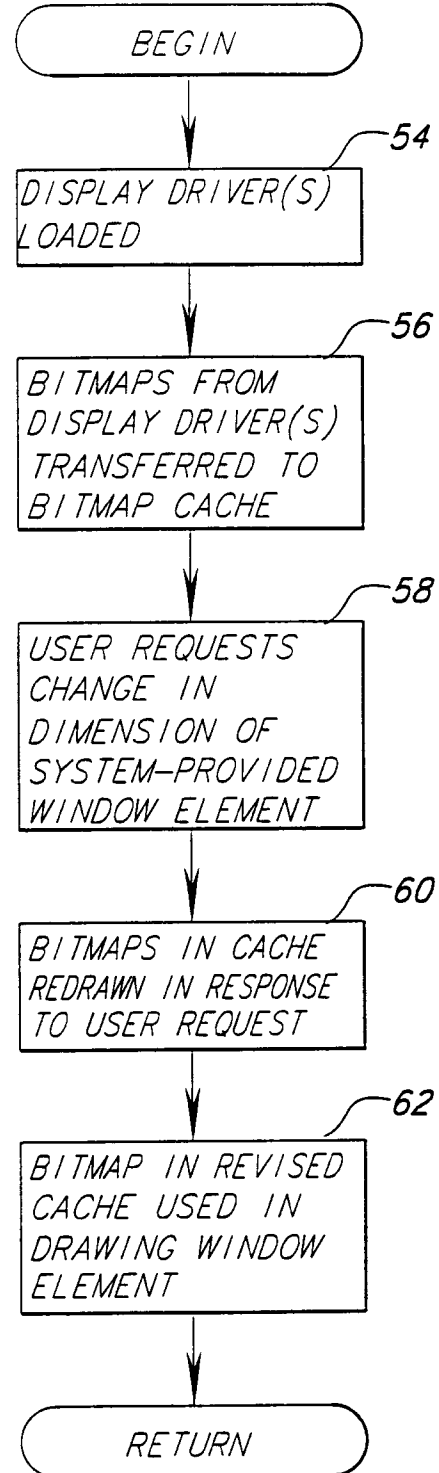 BEGIN
54
DISPLAY DRIVER(S)
LOADED
56
BITMAPS FROM
DISPLAY DRIVER(S)
TRANSFERRED TO
BITMAP CACHE
58
USER REQUESTS
CHANGE IN
DIMENSION OF
SYSTEM-PROVIDED
WINDOW ELEMENT
60
BITMAPS IN CACHE
REDRAWN IN RESPONSE
TO USER REQUEST
62
BITMAP IN REVISED
CACHE USED IN
DRAWING WINDOW
ELEMENT
RETURN